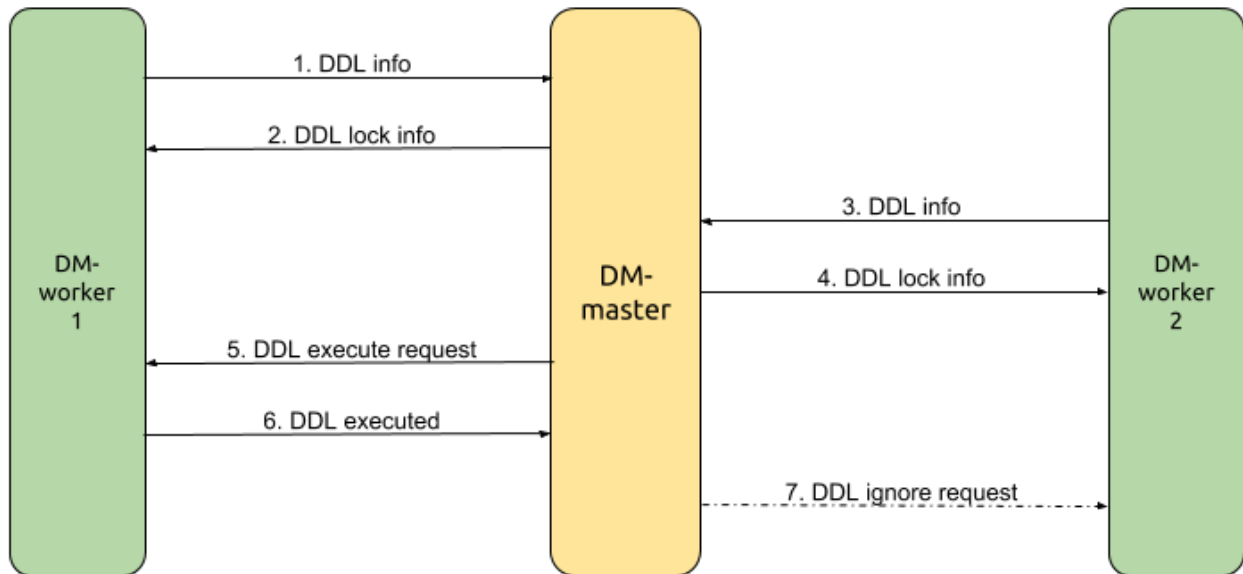 1. DDL info
2. DDL lock info
3. DDL info
DM-
worker
1
DM-
master
DM-
worker
2
4. DDL lock info
5. DDL execute request
6. DDL executed
7. DDL ignore request